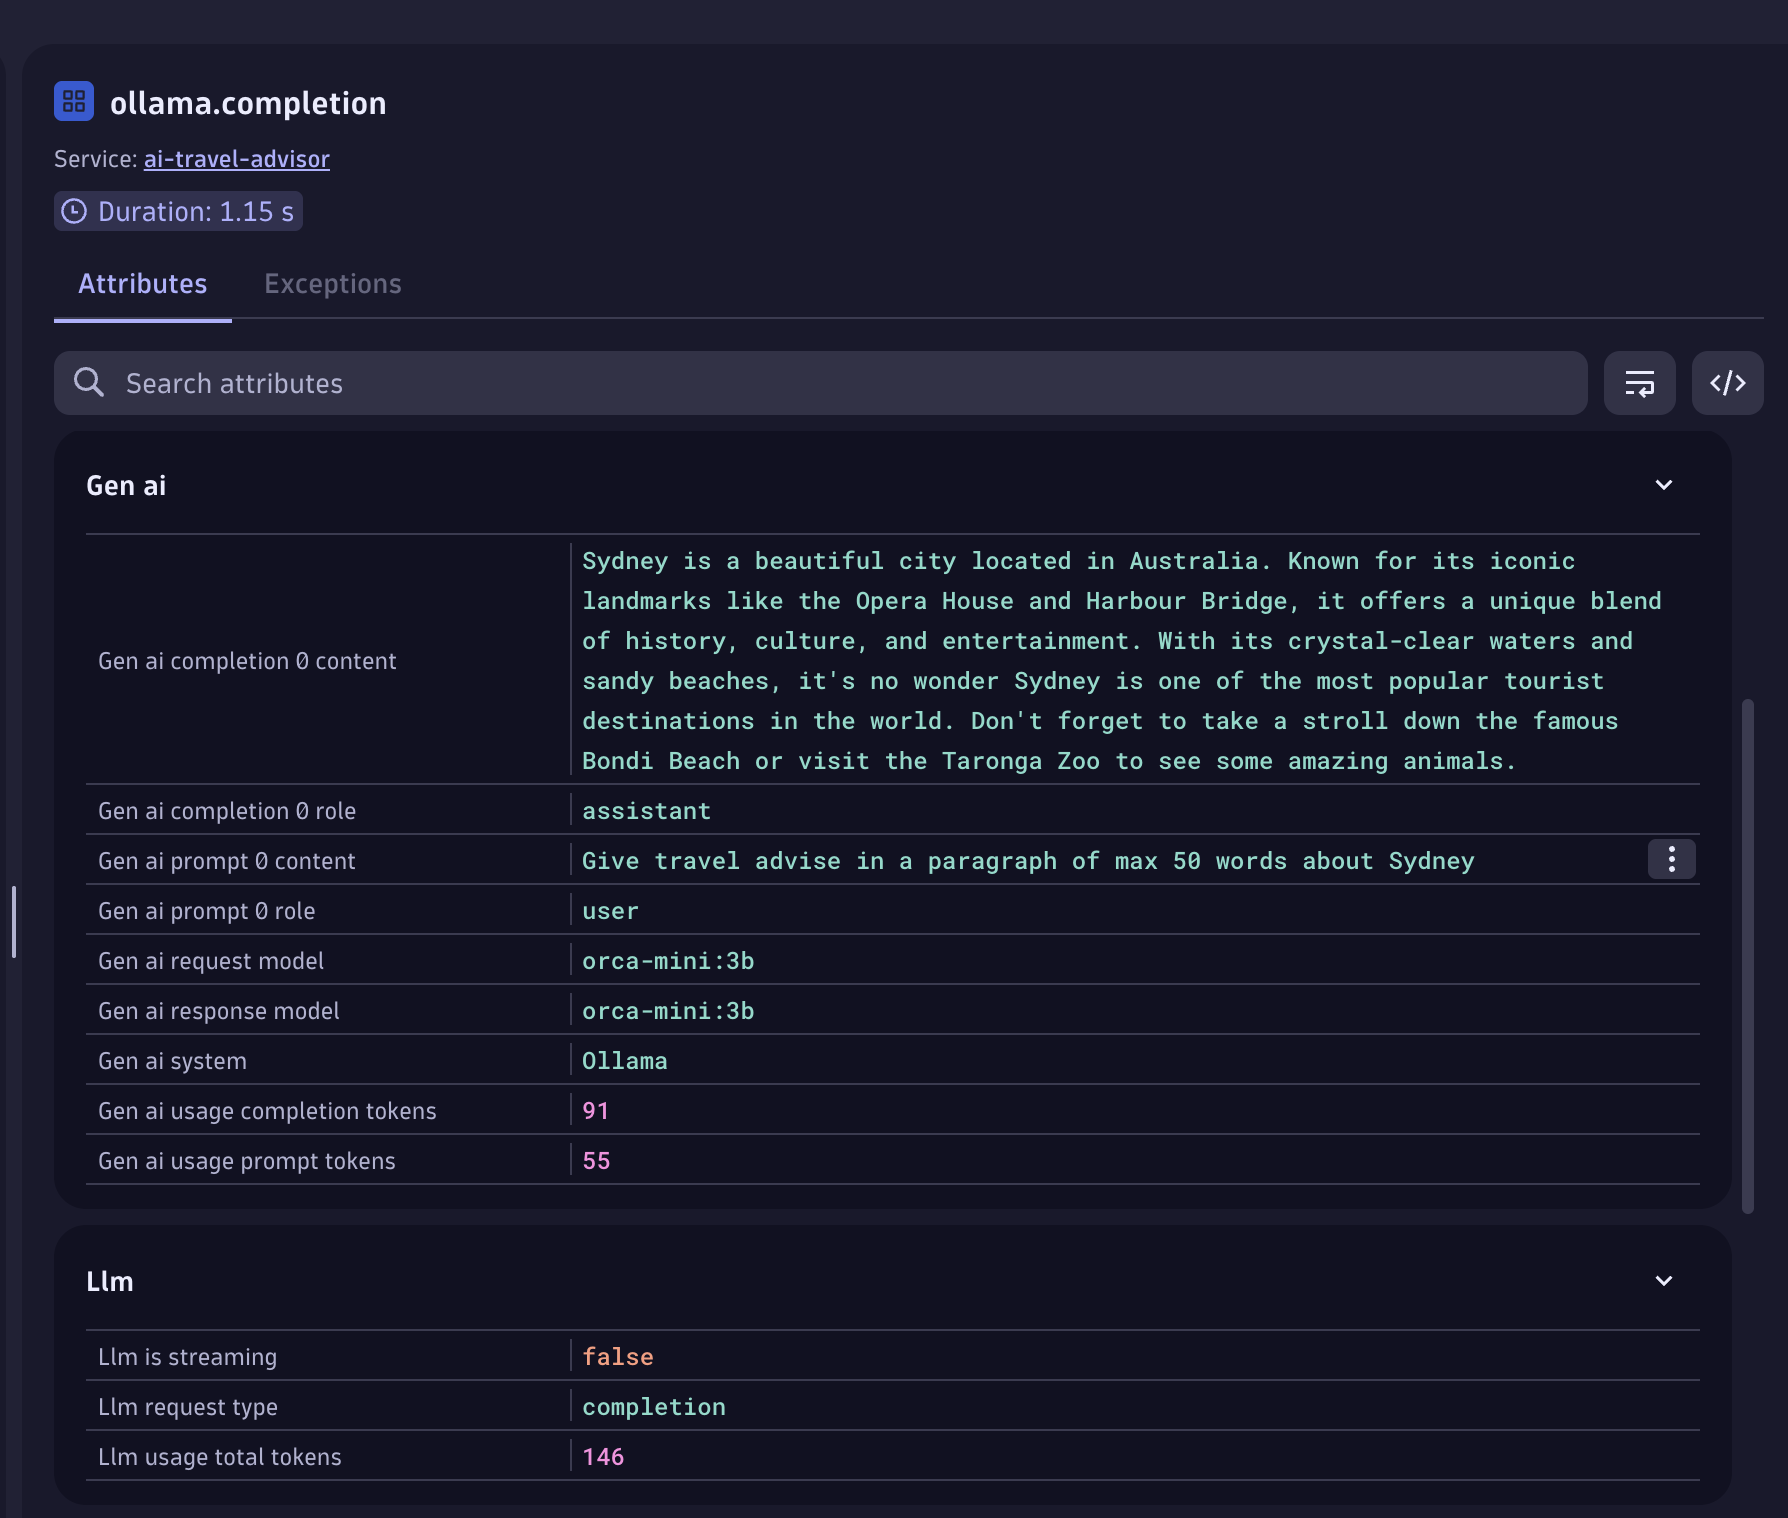 ollama.completion
Service: ai-travel-advisor
Duration: 1.15 s
Attributes
Exceptions
Search attributes
Gen ai
Gen ai completion 0 content
Sydney is a beautiful city located in Australia. Known for its iconic
landmarks like the Opera House and Harbour Bridge, it offers a unique blend
of history, culture, and entertainment. With its crystal-clear waters and
sandy beaches, it's no wonder Sydney is one of the most popular tourist
destinations in the world. Don't forget to take a stroll down the famous
Bondi Beach or visit the Taronga Zoo to see some amazing animals.
Gen ai completion 0 role
assistant
Gen ai prompt 0 content
Give travel advise in a paragraph of max 50 words about Sydney
Gen ai prompt 0 role
user
Gen ai request model
orca-mini:3b
Gen ai response model
orca-mini:3b
Gen ai system
Ollama
Gen ai usage completion tokens
91
Gen ai usage prompt tokens
55
Llm
Llm is streaming
false
Llm request type
completion
Llm usage total tokens
146